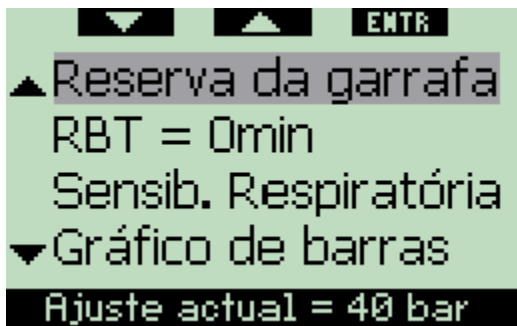 ENTR
Reserva da garrafa
RBT = 0min
Sensib. Respiratória
Gráfico de barras
Ajuste actual = 40 bar